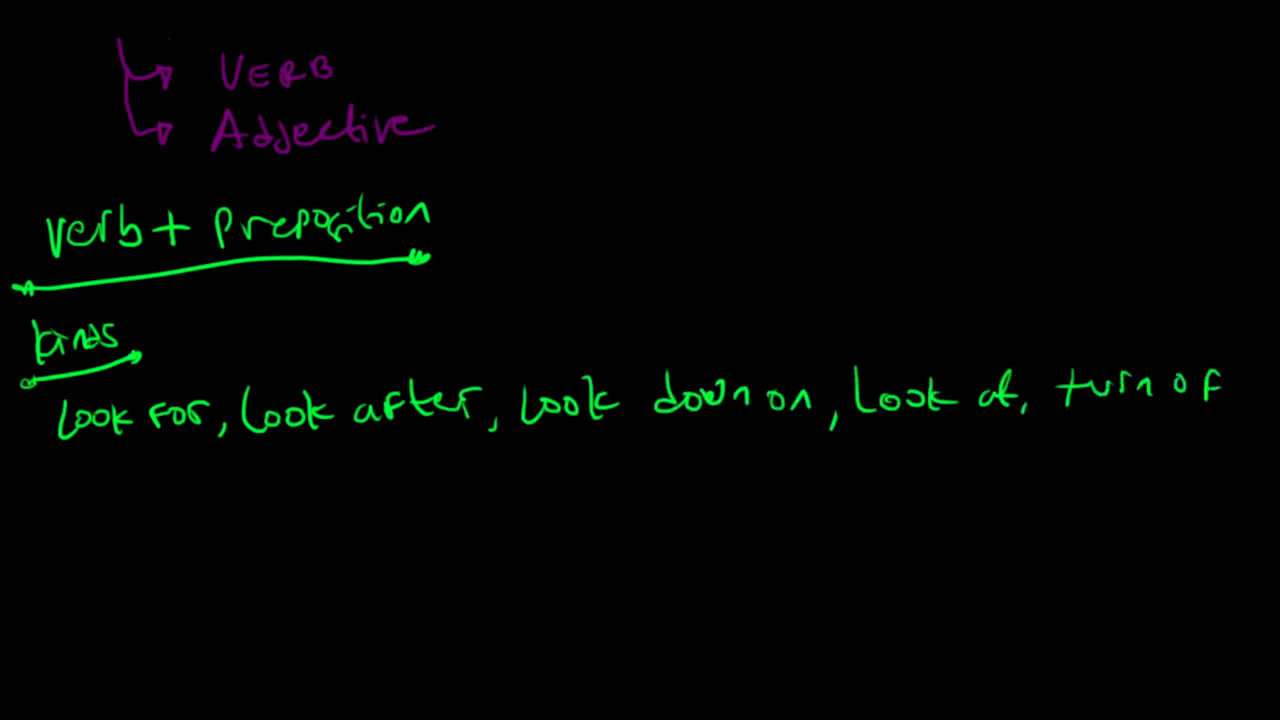 VERB
Adjective
verb + preposition
kinds
Look for, Look after, Look down on, Look at, turn of